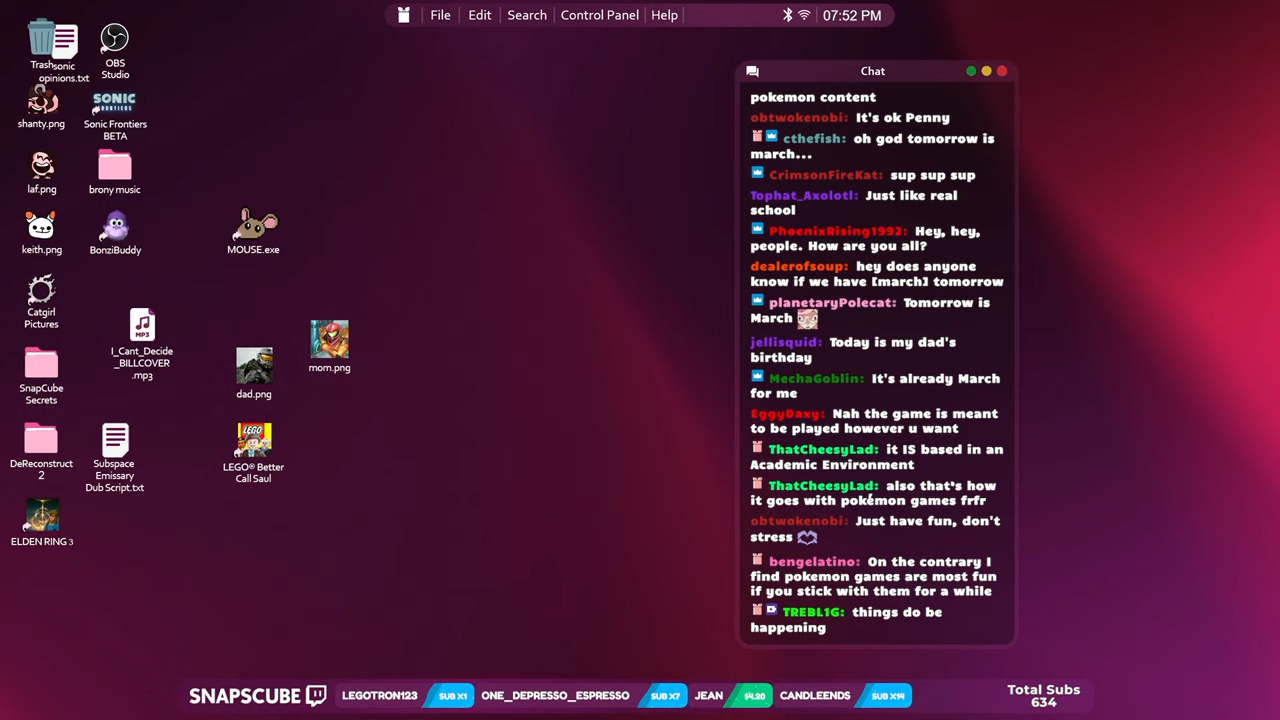 File Edit Search Control Panel Help 07:52 PM
Trash
sonic opinions.txt
OBS
Studio
shanty.png
SONIC
FRONTIERS
Sonic Frontiers
BETA
laf.png
brony music
keith.png
BonziBuddy
MOUSE.exe
Catgirl
Pictures
MP3
I_Cant_Decide
_BILLCOVER
.mp3
mom.png
dad.png
SnapCube
Secrets
DeReconstruct
2
Subspace
Emissary
Dub Script.txt
LEGO
LEGO® Better
Call Saul
ELDEN RING 3
Chat
pokemon content
obtwokenobi: It's ok Penny
cthefish: oh god tomorrow is
march...
CrimsonFireKat: sup sup sup
Tophat_Axolotl: Just like real
school
PhoenixRising1992: Hey, hey,
people. How are you all?
dealerofsoup: hey does anyone
know if we have [march] tomorrow
planetaryPolecat: Tomorrow is
March
jellisquid: Today is my dad's
birthday
MechaGoblin: It's already March
for me
EggyDaxy: Nah the game is meant
to be played however u want
ThatCheesyLad: it IS based in an
Academic Environment
ThatCheesyLad: also that's how
it goes with pokémon games frfr
obtwokenobi: Just have fun, don't
stress
bengelatino: On the contrary I
find pokemon games are most fun
if you stick with them for a while
TREBL1G: things do be
happening
SNAPSCUBE LEGOTRON123 SUB X1 ONE_DEPRESSO_ESPRESSO SUB X7 JEAN $4.20 CANDLEENDS SUB X14
Total Subs
634